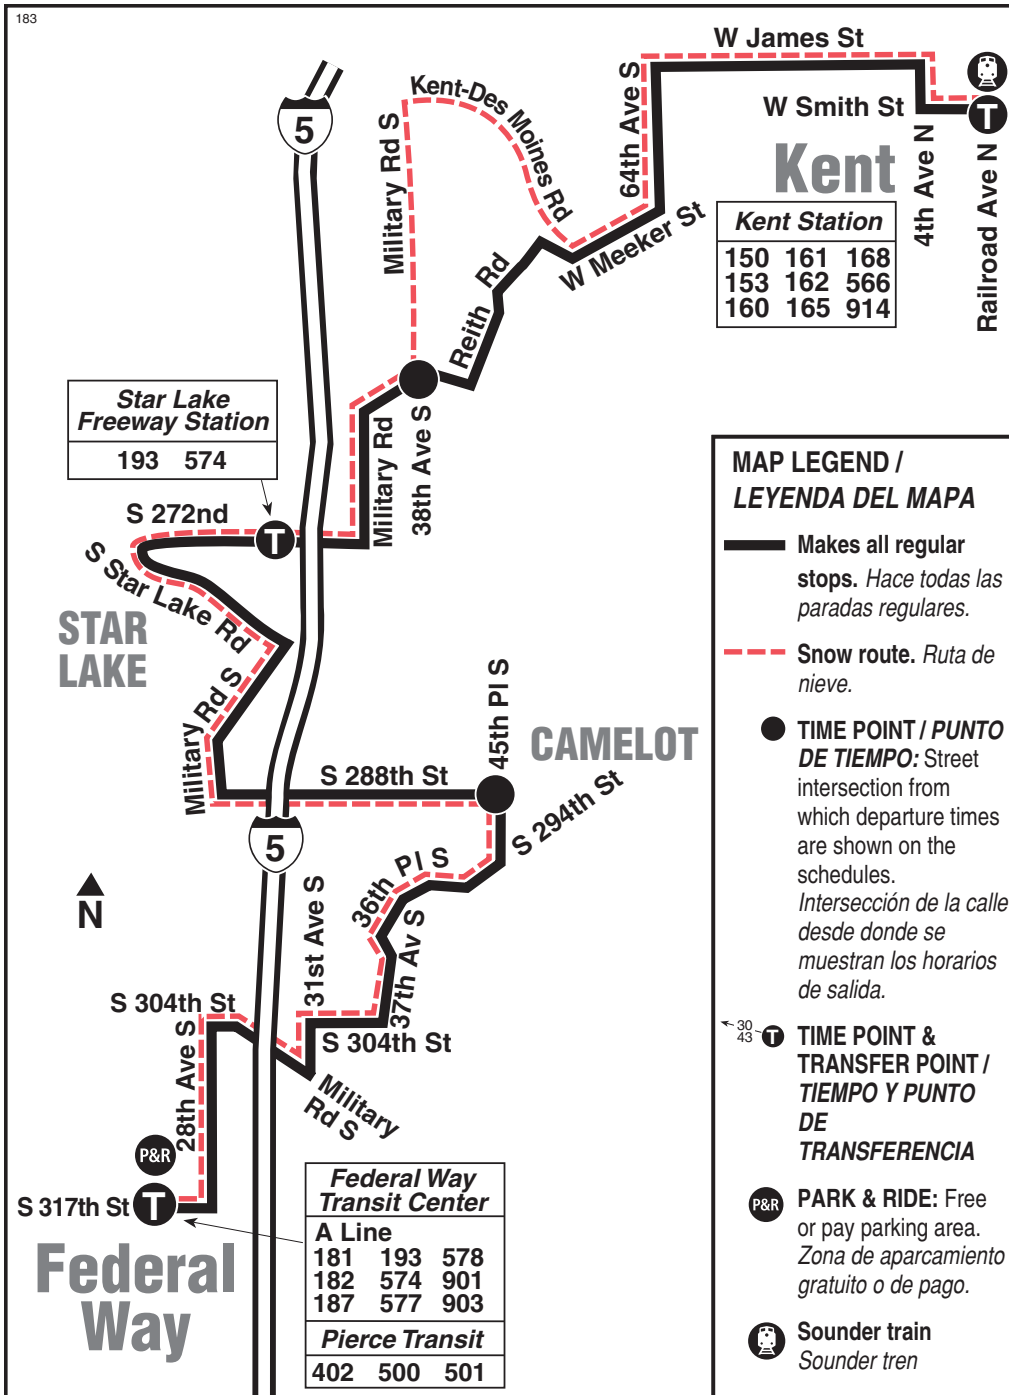 183
W James St
Kent-Des Moines Rd
5
Military Rd S
64th Ave S
W Smith St
T
Kent
4th Ave N
Railroad Ave N
Kent Station
150 161 168
153 162 566
160 165 914
W Meeker St
Reith Rd
Star Lake
Freeway Station
193 574
Military Rd
38th Ave S
S 272nd
T
S Star Lake Rd
STAR
LAKE
Military Rd S
45th Pl S
CAMELOT
S 288th St
S 294th St
5
N
36th Pl S
31st Ave S
37th Av S
S 304th St
S 304th St
28th Ave S
Military
Rd S
P&R
S 317th St
T
Federal
Way
Federal Way
Transit Center
A Line
181 193 578
182 574 901
187 577 903
Pierce Transit
402 500 501
MAP LEGEND /
LEYENDA DEL MAPA
Makes all regular
stops. Hace todas las
paradas regulares.
Snow route. Ruta de
nieve.
TIME POINT / PUNTO
DE TIEMPO: Street
intersection from
which departure times
are shown on the
schedules.
Intersección de la calle
desde donde se
muestran los horarios
de salida.
30
43
T
TIME POINT &
TRANSFER POINT /
TIEMPO Y PUNTO
DE
TRANSFERENCIA
P&R
PARK & RIDE: Free
or pay parking area.
Zona de aparcamiento
gratuito o de pago.
Sounder train
Sounder tren